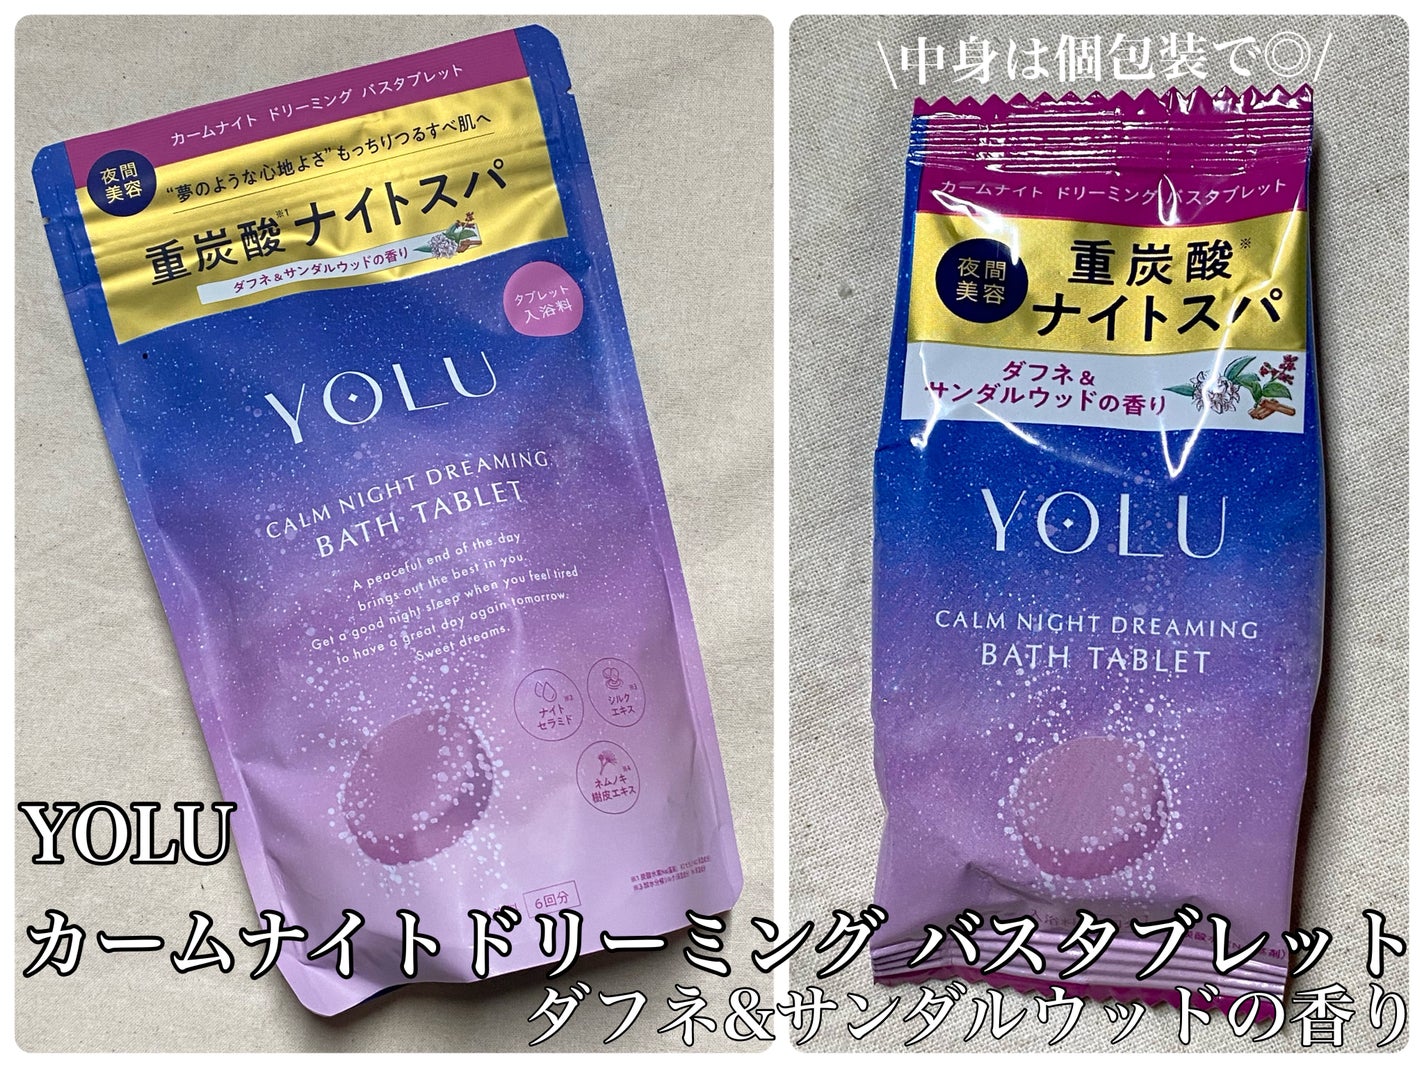 カームナイト ドリーミング バスタブレット
夜間
美容
“夢のような心地よさ”もっちりつるすべ肌へ
重炭酸※1ナイトスパ
ダフネ&サンダルウッドの香り
タブレット
入浴料
YOLU
CALM NIGHT DREAMING
BATH TABLET
A peaceful end of the day
brings out the best in you.
Get a good night sleep when you feel tired
to have a great day again tomorrow.
Sweet dreams.
ナイト※2
セラミド
シルク※3
エキス
ネムノキ※4
樹皮エキス
6回分
\中身は個包装で◎/
カームナイト ドリーミング バスタブレット
夜間
美容
重炭酸※
ナイトスパ
ダフネ&
サンダルウッドの香り
YOLU
CALM NIGHT DREAMING
BATH TABLET
YOLU
カームナイトドリーミング バスタブレット
ダフネ&サンダルウッドの香り